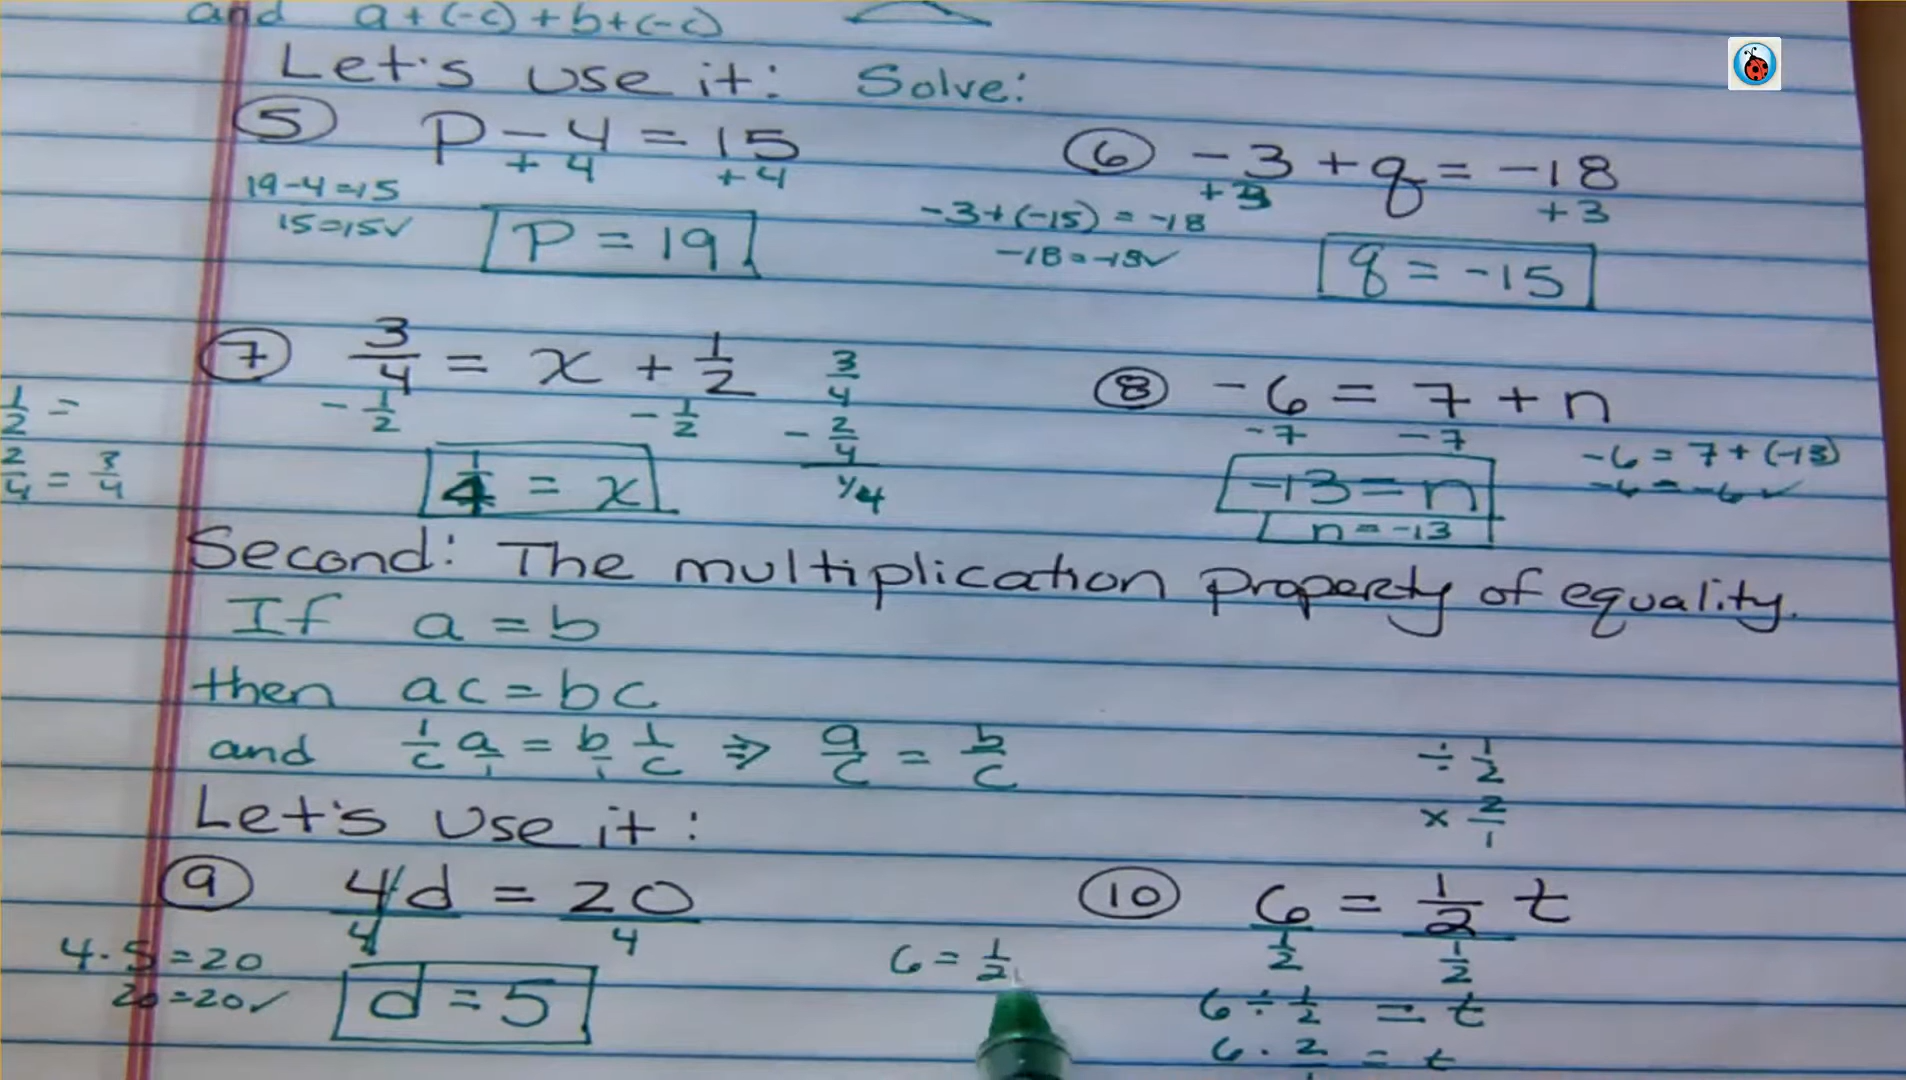 and a+(-c)+b+(-c)
Let's use it: Solve:
5 p - 4 = 15
+ 4 +4
19-4=15
15=15✓
p = 19
6 -3 + q = -18
+3 +3
-3+(-15) = -18
-18=-18✓
q = -15
7 3/4 = x + 1/2
- 1/2 - 1/2
3/4
- 2/4
1/4
1/2 =
2/4 = 3/4
1/4 = x
8 -6 = 7 + n
-7 -7
-13 = n
n = -13
-6 = 7 + (-13)
-6 = -6✓
Second: The multiplication property of equality.
If a = b
then ac = bc
and 1/c a/1 = b/1 1/c ⇒ a/c = b/c
÷ 1/2
× 2/1
Let's use it:
9 4d = 20
4 4
4·5=20
20=20✓
d = 5
10 6 = 1/2 t
1/2 1/2
6 = 1/2
6 ÷ 1/2 = t
6 · 2/1 = t